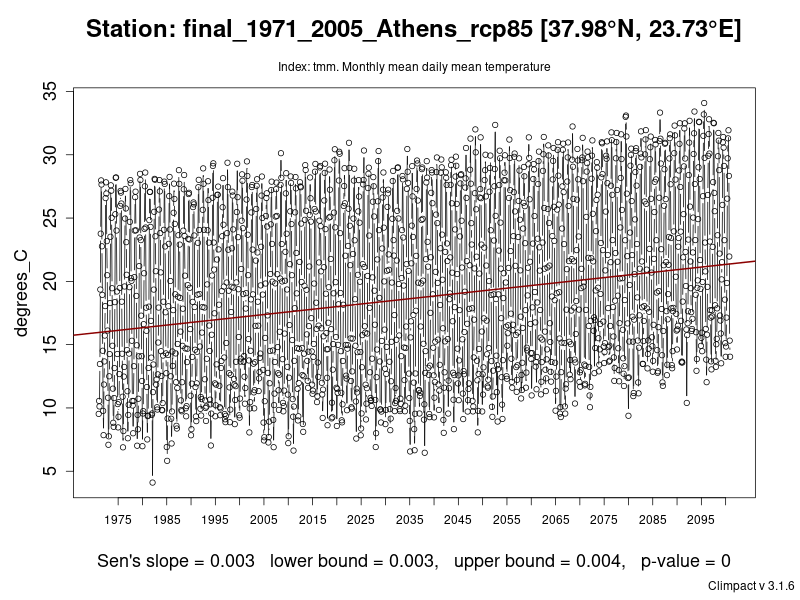 Station: final_1971_2005_Athens_rcp85 [37.98°N, 23.73°E]
Index: tmm. Monthly mean daily mean temperature
35
30
25
20
15
10
5
degrees_C
1975 1985 1995 2005 2015 2025 2035 2045 2055 2065 2075 2085 2095
Sen's slope = 0.003 lower bound = 0.003, upper bound = 0.004, p-value = 0
Climpact v 3.1.6